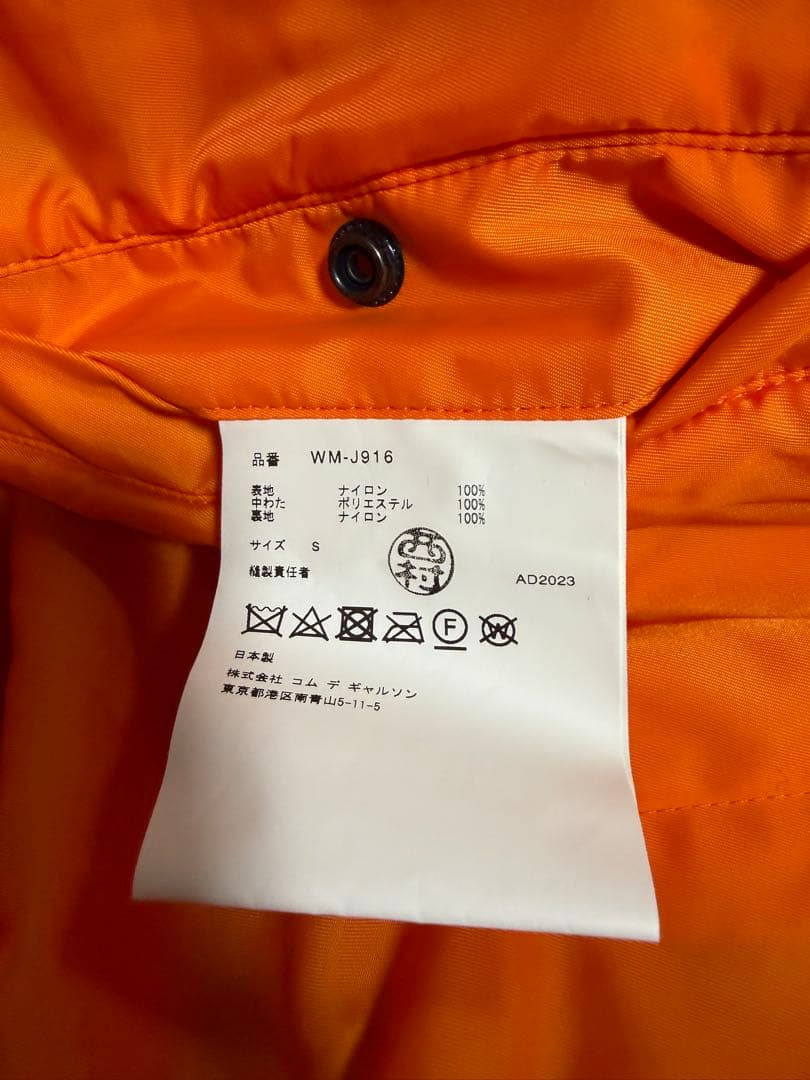 品番 WM-J916
表地 ナイロン 100%
中わた ポリエステル 100%
裏地 ナイロン 100%
サイズ S
縫製責任者 西村 AD2023
F W
日本製
株式会社 コム デ ギャルソン
東京都港区南青山5-11-5